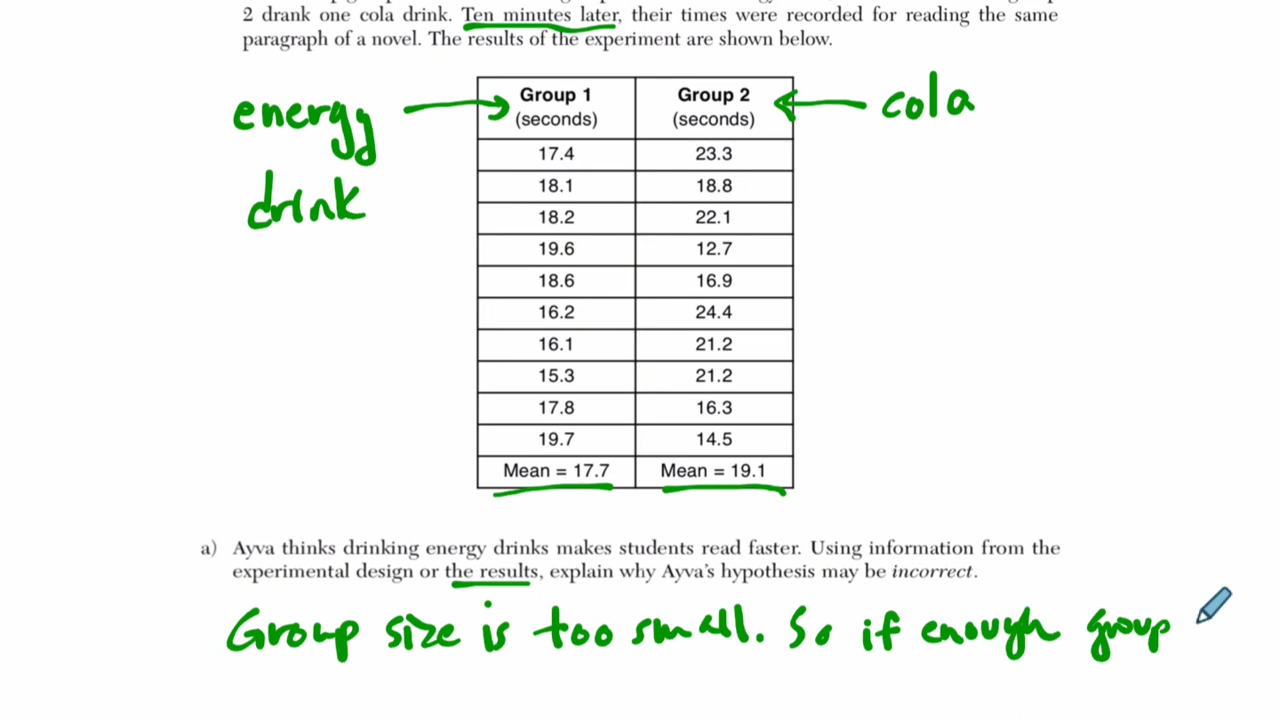 2 drank one cola drink. Ten minutes later, their times were recorded for reading the same
paragraph of a novel. The results of the experiment are shown below.
energy
drink
cola
Group 1 Group 2
(seconds) (seconds)
17.4 23.3
18.1 18.8
18.2 22.1
19.6 12.7
18.6 16.9
16.2 24.4
16.1 21.2
15.3 21.2
17.8 16.3
19.7 14.5
Mean = 17.7 Mean = 19.1
a) Ayva thinks drinking energy drinks makes students read faster. Using information from the
experimental design or the results, explain why Ayva's hypothesis may be incorrect.
Group size is too small. So if enough group